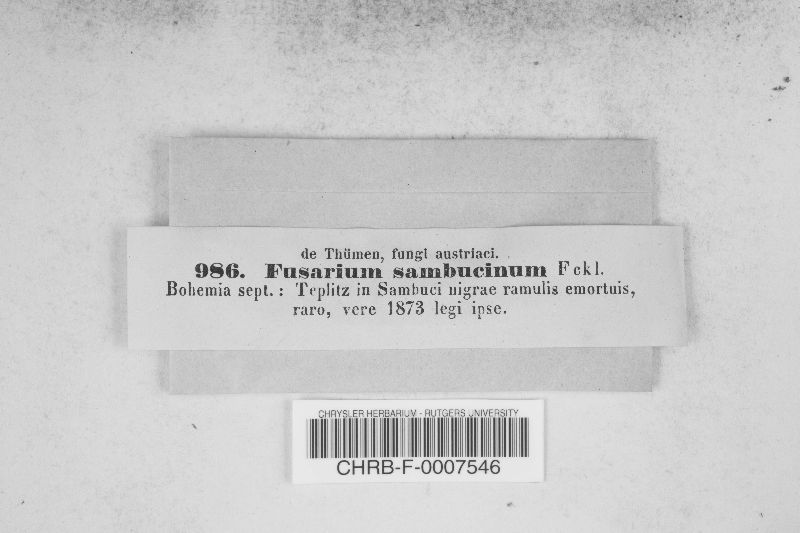 de Thümen, fungi austriaci.
986. Fusarium sambucinum Fckl.
Bohemia sept.: Teplitz in Sambuci nigrae ramulis emortuis,
raro, vere 1873 legi ipse.
CHRYSLER HERBARIUM - RUTGERS UNIVERSITY
CHRB-F-0007546